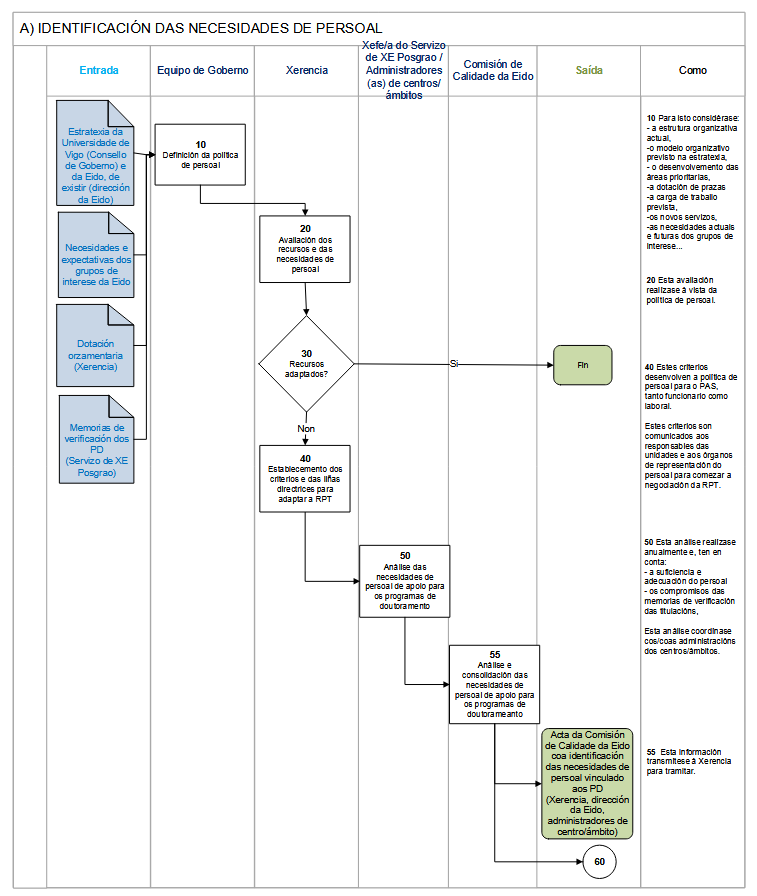 A) IDENTIFICACIÓN DAS NECESIDADES DE PERSOAL
Entrada
Equipo de Goberno
Xerencia
Xefe/a do Servizo
de XE Posgrao /
Administradores
(as) de centros/
ámbitos
Comisión de
Calidade da Eido
Saída
Como
Estratexia da
Universidade de
Vigo (Consello
de Goberno) e
da Eido, de
existir (dirección
da Eido)
Necesidades e
expectativas dos
grupos de
interese da Eido
Dotación
orzamentaria
(Xerencia)
Memorias de
verificación dos
PD
(Servizo de XE
Posgrao)
10
Definición da política
de persoal
20
Avaliación dos
recursos e das
necesidades de
persoal
30
Recursos
adaptados?
Si
Fin
Non
40
Establecemento dos
criterios e das liñas
directrices para
adaptar a RPT
50
Análise das
necesidades de
persoal de apoio para
os programas de
doutoramento
55
Análise e
consolidación das
necesidades de
persoal de apoio para
os programas de
doutorameanto
Acta da Comisión
de Calidade da Eido
coa identificación
das necesidades de
persoal vinculado
aos PD
(Xerencia, dirección
da Eido,
administradores de
centro/ámbito)
60
10 Para isto considérase:
- a estrutura organizativa
actual,
-o modelo organizativo
previsto na estratexia,
- o desenvolvemento das
áreas prioritarias,
-a dotación de prazas
-a carga de traballo
prevista,
-os novos servizos,
-as necesidades actuais
e futuras dos grupos de
interese...
20 Esta avaliación
realízase á vista da
política de persoal.
40 Estes criterios
desenvolven a política de
persoal para o PAS,
tanto funcionario como
laboral.
Estes criterios son
comunicados aos
responsables das
unidades e aos órganos
de representación do
persoal para comezar a
negociación da RPT.
50 Esta análise realízase
anualmente e, ten en
conta:
- a suficiencia e
adecuación do persoal
- os compromisos das
memorias de verificación
das titulacións,
Esta análise coordínase
cos/coas administracións
dos centros/ámbitos.
55 Esta información
transmítese á Xerencia
para tramitar.